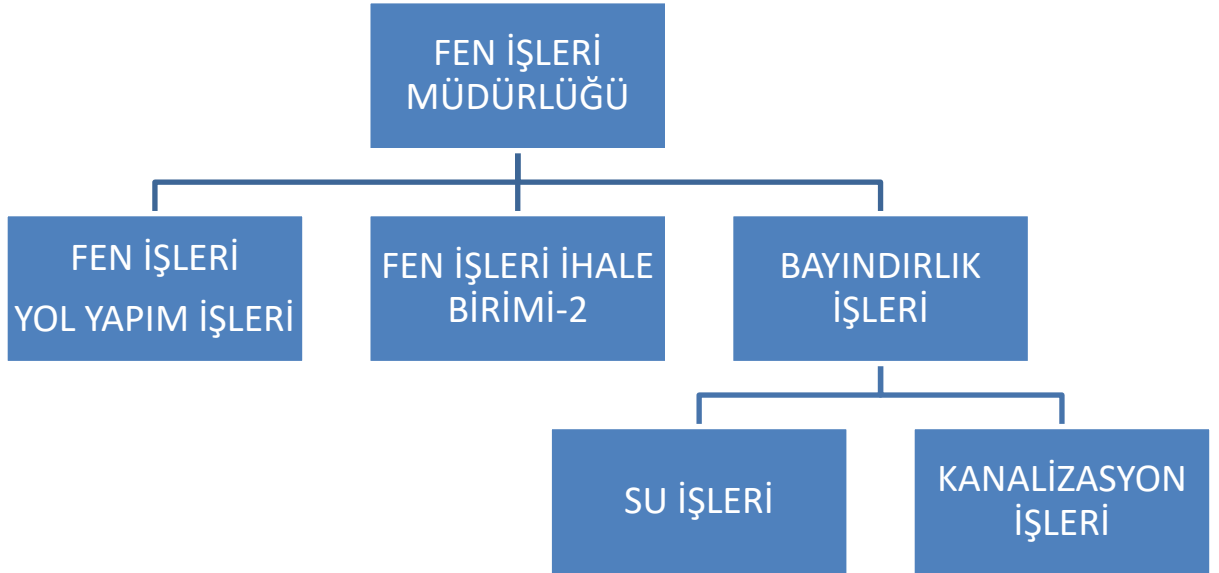 FEN İŞLERİ
MÜDÜRLÜĞÜ
FEN İŞLERİ
YOL YAPIM İŞLERİ
FEN İŞLERİ İHALE
BİRİMİ-2
BAYINDIRLIK
İŞLERİ
SU İŞLERİ
KANALİZASYON
İŞLERİ